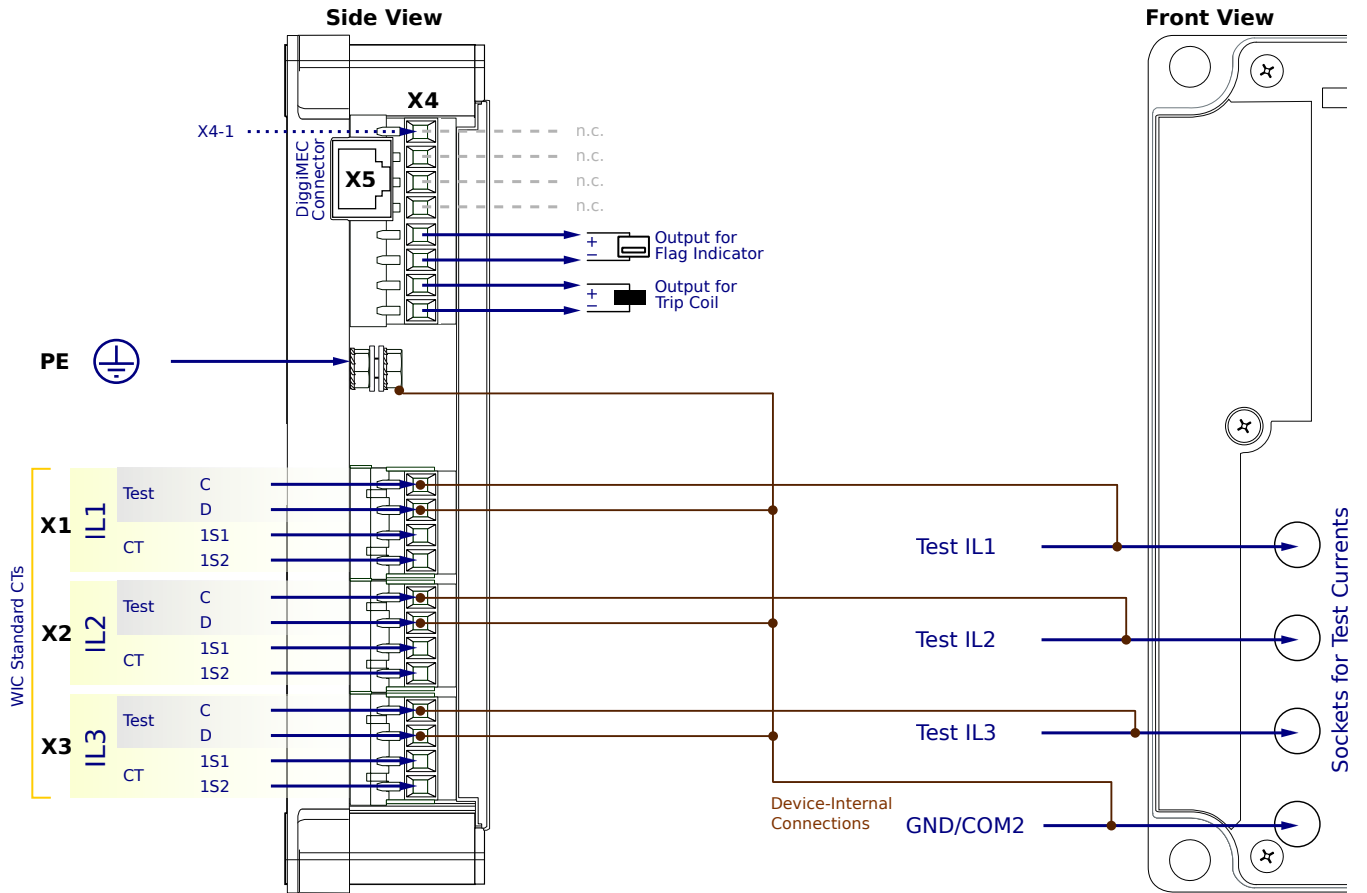 Side View
Front View
X4
X4-1
n.c.
n.c.
n.c.
n.c.
DiggiMEC
Connector
X5
+
−
Output for
Flag Indicator
+
−
Output for
Trip Coil
PE
WIC Standard CTs
X1
IL1
Test
C
D
CT
1S1
1S2
X2
IL2
Test
C
D
CT
1S1
1S2
X3
IL3
Test
C
D
CT
1S1
1S2
Test IL1
Test IL2
Test IL3
Device-Internal
Connections
GND/COM2
Sockets for Test Currents